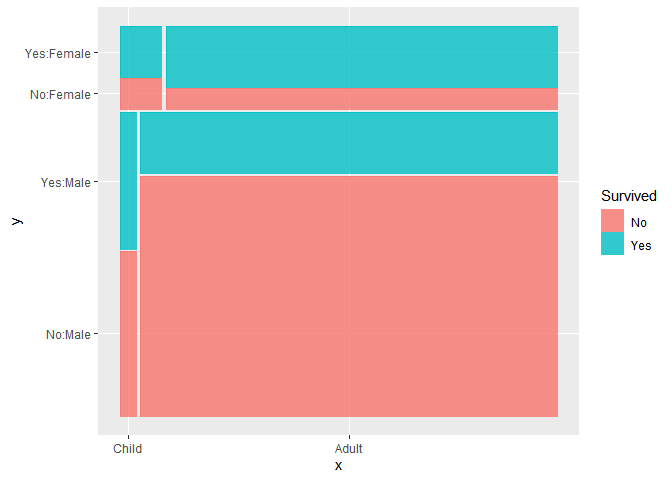 Yes:Female
No:Female
Yes:Male
No:Male
y
Child
Adult
x
Survived
No
Yes